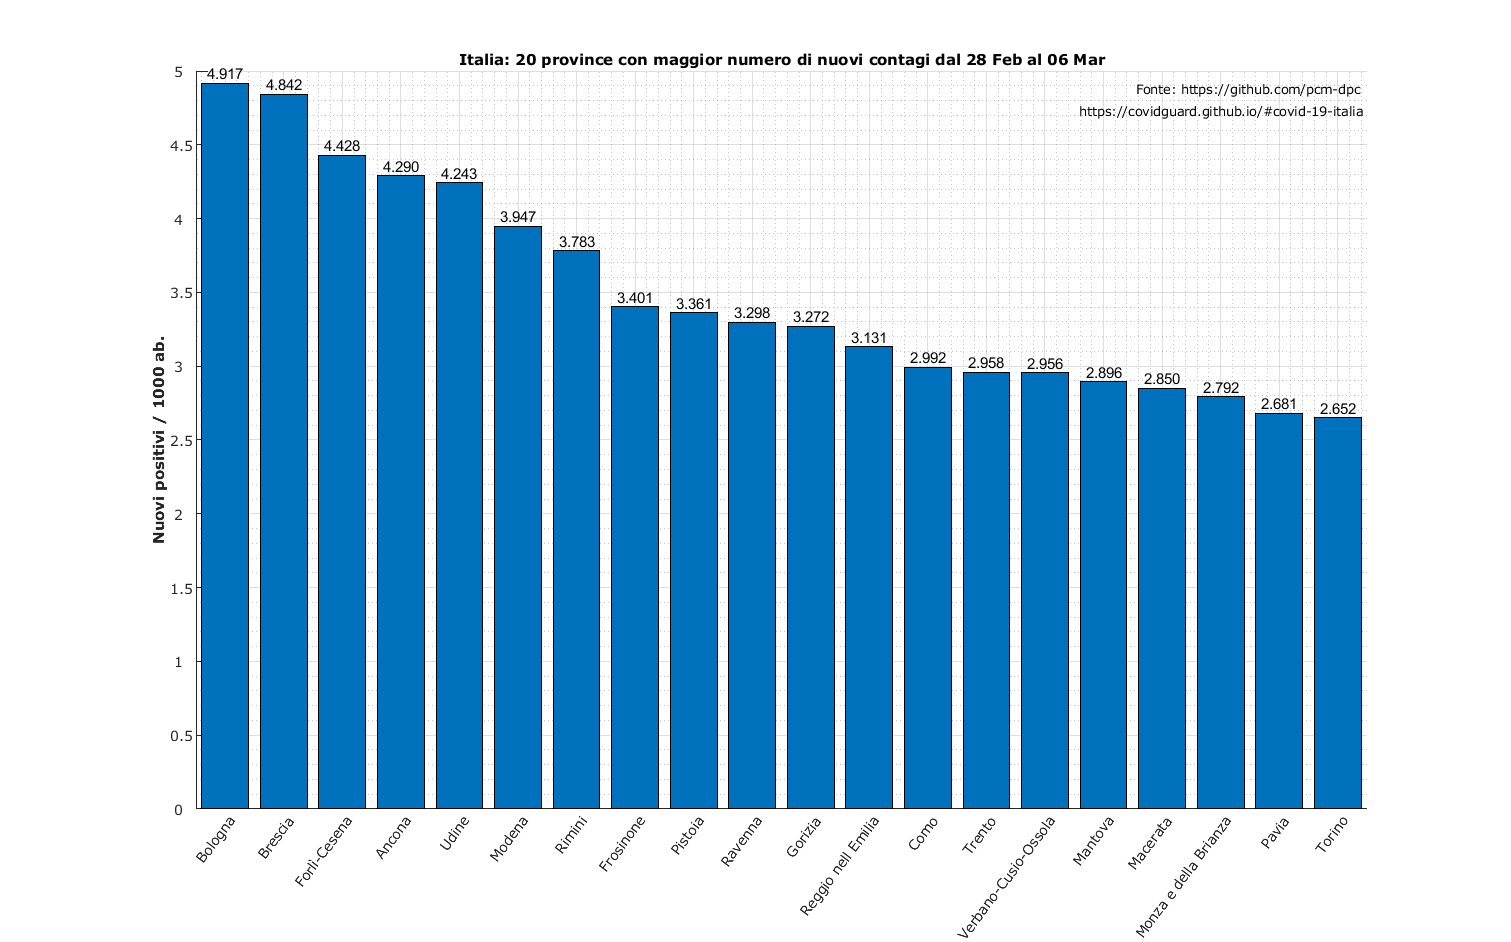 Italia: 20 province con maggior numero di nuovi contagi dal 28 Feb al 06 Mar
Fonte: https://github.com/pcm-dpc
https://covidguard.github.io/#covid-19-italia
Nuovi positivi / 1000 ab.
5
4.5
4
3.5
3
2.5
2
1.5
1
0.5
0
4.917
4.842
4.428
4.290
4.243
3.947
3.783
3.401
3.361
3.298
3.272
3.131
2.992
2.958
2.956
2.896
2.850
2.792
2.681
2.652
Bologna
Brescia
Forlì-Cesena
Ancona
Udine
Modena
Rimini
Frosinone
Pistoia
Ravenna
Gorizia
Reggio nell Emilia
Como
Trento
Verbano-Cusio-Ossola
Mantova
Macerata
Monza e della Brianza
Pavia
Torino